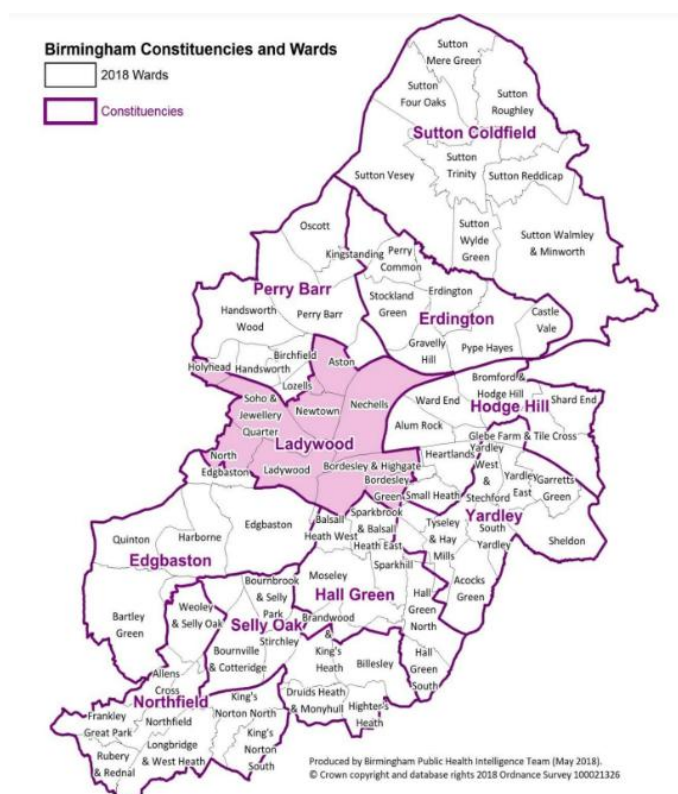 Birmingham Constituencies and Wards
2018 Wards
Constituencies
Sutton
Mere Green
Sutton
Four Oaks
Sutton
Roughley
Sutton Coldfield
Sutton
Trinity
Sutton Vesey
Sutton Reddicap
Sutton
Wylde
Green
Sutton Walmley
& Minworth
Oscott
Kingstanding
Perry
Common
Perry Barr
Stockland
Green
Erdington
Handsworth
Wood
Perry Barr
Erdington
Castle
Vale
Gravelly
Hill
Pype Hayes
Birchfield
Aston
Holyhead
Handsworth
Lozells
Bromford &
Hodge Hill
Shard End
Hodge Hill
Soho &
Jewellery
Quarter
Newtown
Nechells
Ward End
Alum Rock
Glebe Farm & Tile Cross
Ladywood
North
Edgbaston
Ladywood
Bordesley & Highgate
Bordesley
Green
Heartlands
Small Heath
Yardley
West
&
Stechford
Yardley
East
Garretts
Green
Yardley
South
Yardley
Sheldon
Balsall
Heath West
Sparkbrook
& Balsall
Heath East
Tyseley
& Hay
Mills
Quinton
Harborne
Edgbaston
Edgbaston
Moseley
Sparkhill
Acocks
Green
Hall Green
Bournbrook
& Selly
Park
Hall
Green
North
Bartley
Green
Weoley
& Selly Oak
Selly Oak
Stirchley
Brandwood
&
King's
Heath
Bournville
& Cotteridge
Billesley
Hall
Green
South
Allens
Cross
Druids Heath
& Monyhull
Highter's
Heath
Northfield
King's
Norton North
Frankley
Great Park
Northfield
Longbridge
& West Heath
King's
Norton
South
Rubery
& Rednal
Produced by Birmingham Public Health Intelligence Team (May 2018).
© Crown copyright and database rights 2018 Ordnance Survey 100021326